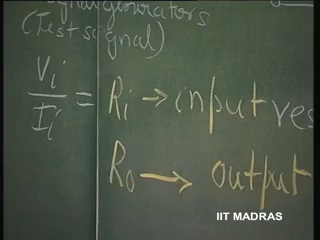 (Test signal)
Vi
Ii = Ri → input res
Ro → output
IIT MADRAS